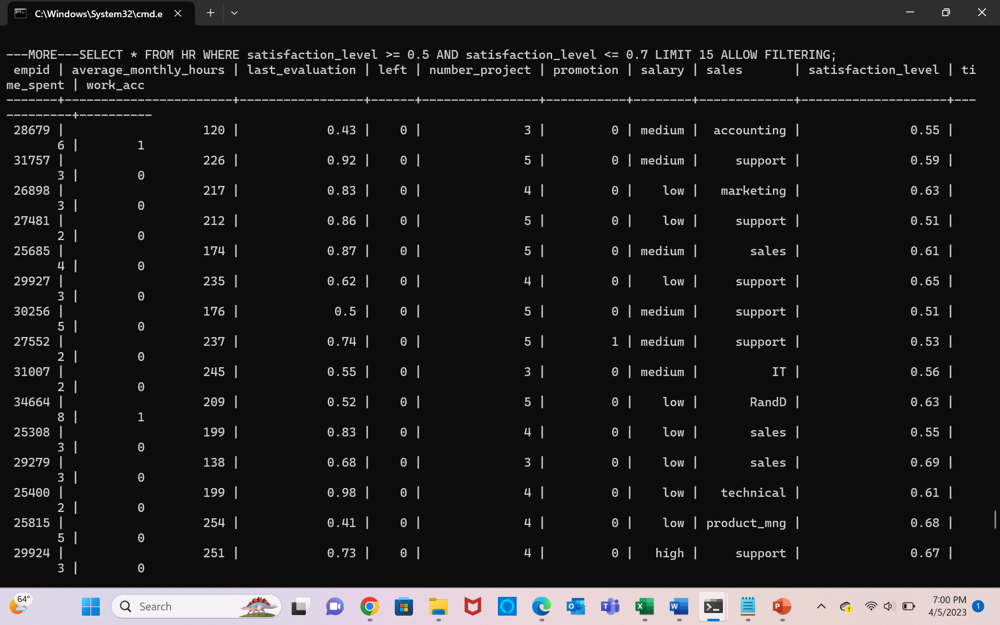 C:\Windows\System32\cmd.e
---MORE---SELECT * FROM HR WHERE satisfaction_level >= 0.5 AND satisfaction_level <= 0.7 LIMIT 15 ALLOW FILTERING;
empid | average_monthly_hours | last_evaluation | left | number_project | promotion | salary | sales | satisfaction_level | ti
me_spent | work_acc
-------+-----------------------+-----------------+------+----------------+-----------+--------+-------------+--------------------+---
---------+----------
28679 | 120 | 0.43 | 0 | 3 | 0 | medium | accounting | 0.55 |
6 | 1
31757 | 226 | 0.92 | 0 | 5 | 0 | medium | support | 0.59 |
3 | 0
26898 | 217 | 0.83 | 0 | 4 | 0 | low | marketing | 0.63 |
3 | 0
27481 | 212 | 0.86 | 0 | 5 | 0 | low | support | 0.51 |
2 | 0
25685 | 174 | 0.87 | 0 | 5 | 0 | medium | sales | 0.61 |
4 | 0
29927 | 235 | 0.62 | 0 | 4 | 0 | low | support | 0.65 |
3 | 0
30256 | 176 | 0.5 | 0 | 5 | 0 | medium | support | 0.51 |
5 | 0
27552 | 237 | 0.74 | 0 | 5 | 1 | medium | support | 0.53 |
2 | 0
31007 | 245 | 0.55 | 0 | 3 | 0 | medium | IT | 0.56 |
2 | 0
34664 | 209 | 0.52 | 0 | 5 | 0 | low | RandD | 0.63 |
8 | 1
25308 | 199 | 0.83 | 0 | 4 | 0 | low | sales | 0.55 |
3 | 0
29279 | 138 | 0.68 | 0 | 3 | 0 | low | sales | 0.69 |
3 | 0
25400 | 199 | 0.98 | 0 | 4 | 0 | low | technical | 0.61 |
2 | 0
25815 | 254 | 0.41 | 0 | 4 | 0 | low | product_mng | 0.68 |
5 | 0
29924 | 251 | 0.73 | 0 | 4 | 0 | high | support | 0.67 |
3 | 0
64°
Search
7:00 PM
4/5/2023
1